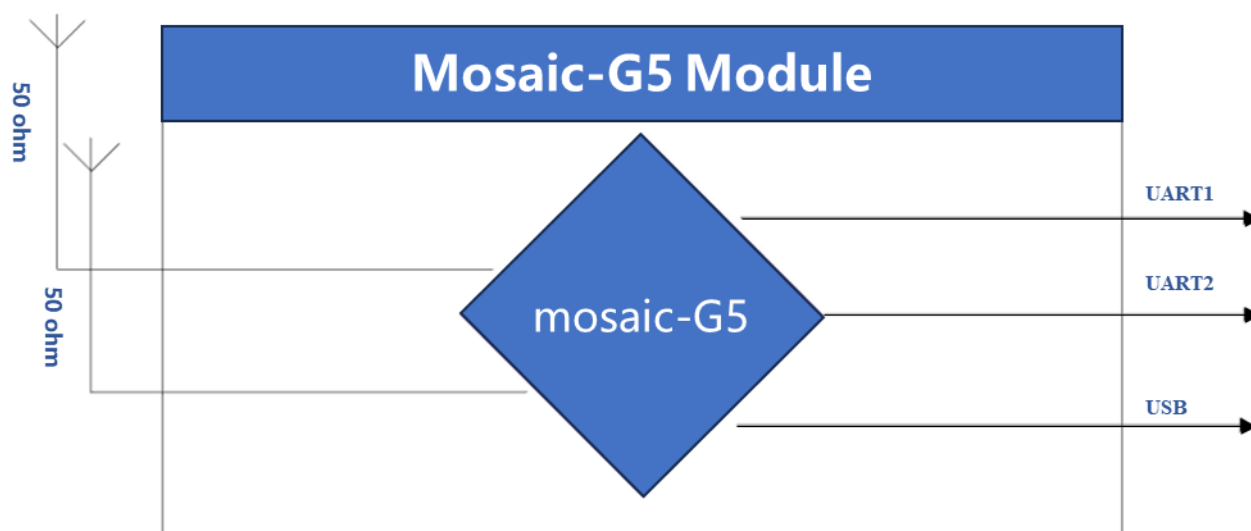 Mosaic-G5 Module
50 ohm
50 ohm
mosaic-G5
UART1
UART2
USB